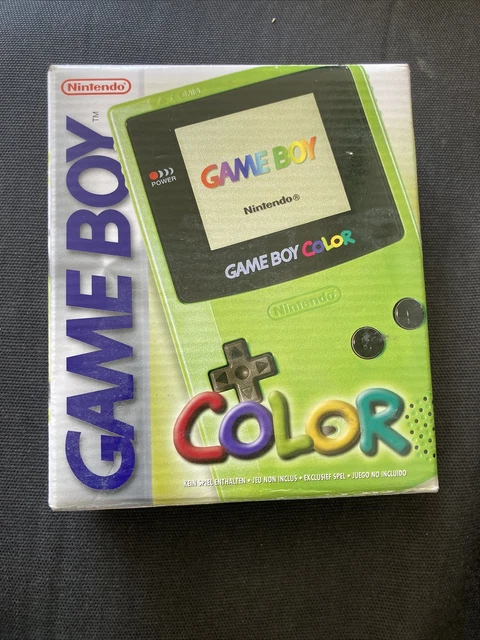 Nintendo®
GAME BOY™
POWER
GAME BOY
Nintendo®
GAME BOY COLOR
Nintendo
COLOR
KEIN SPIEL ENTHALTEN • JEU NON INCLUS • EXCLUSIEF SPEL • JUEGO NO INCLUIDO